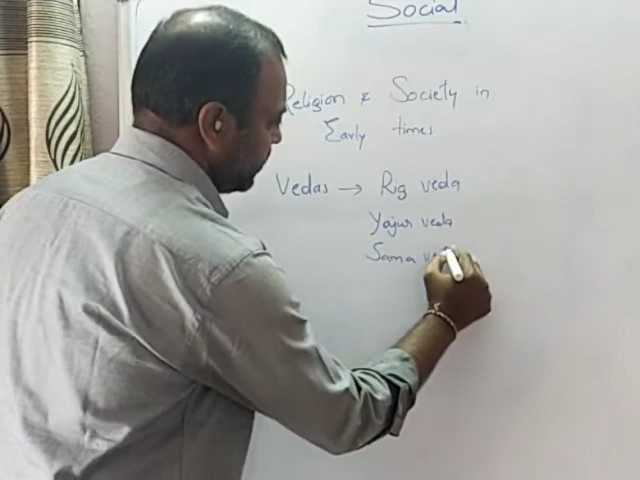 Social
Religion & Society in
Early times
Vedas → Rig veda
Yajur veda
Sama